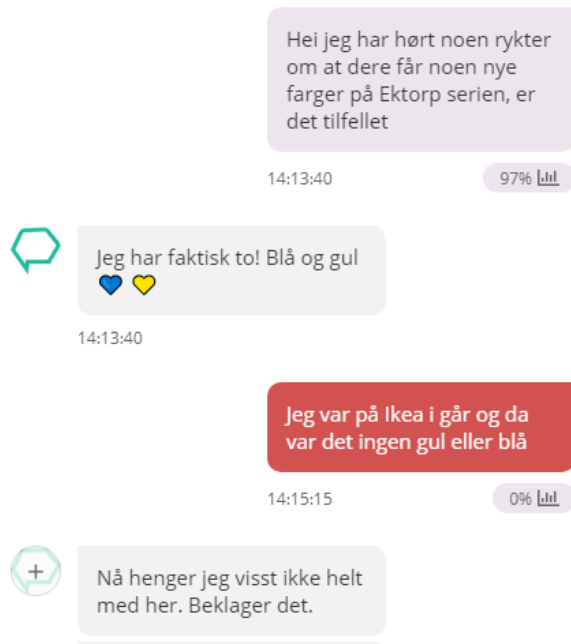 Hei jeg har hørt noen rykter
om at dere får noen nye
farger på Ektorp serien, er
det tilfellet
14:13:40
97%
Jeg har faktisk to! Blå og gul
💙 💛
14:13:40
Jeg var på Ikea i går og da
var det ingen gul eller blå
14:15:15
0%
Nå henger jeg visst ikke helt
med her. Beklager det.